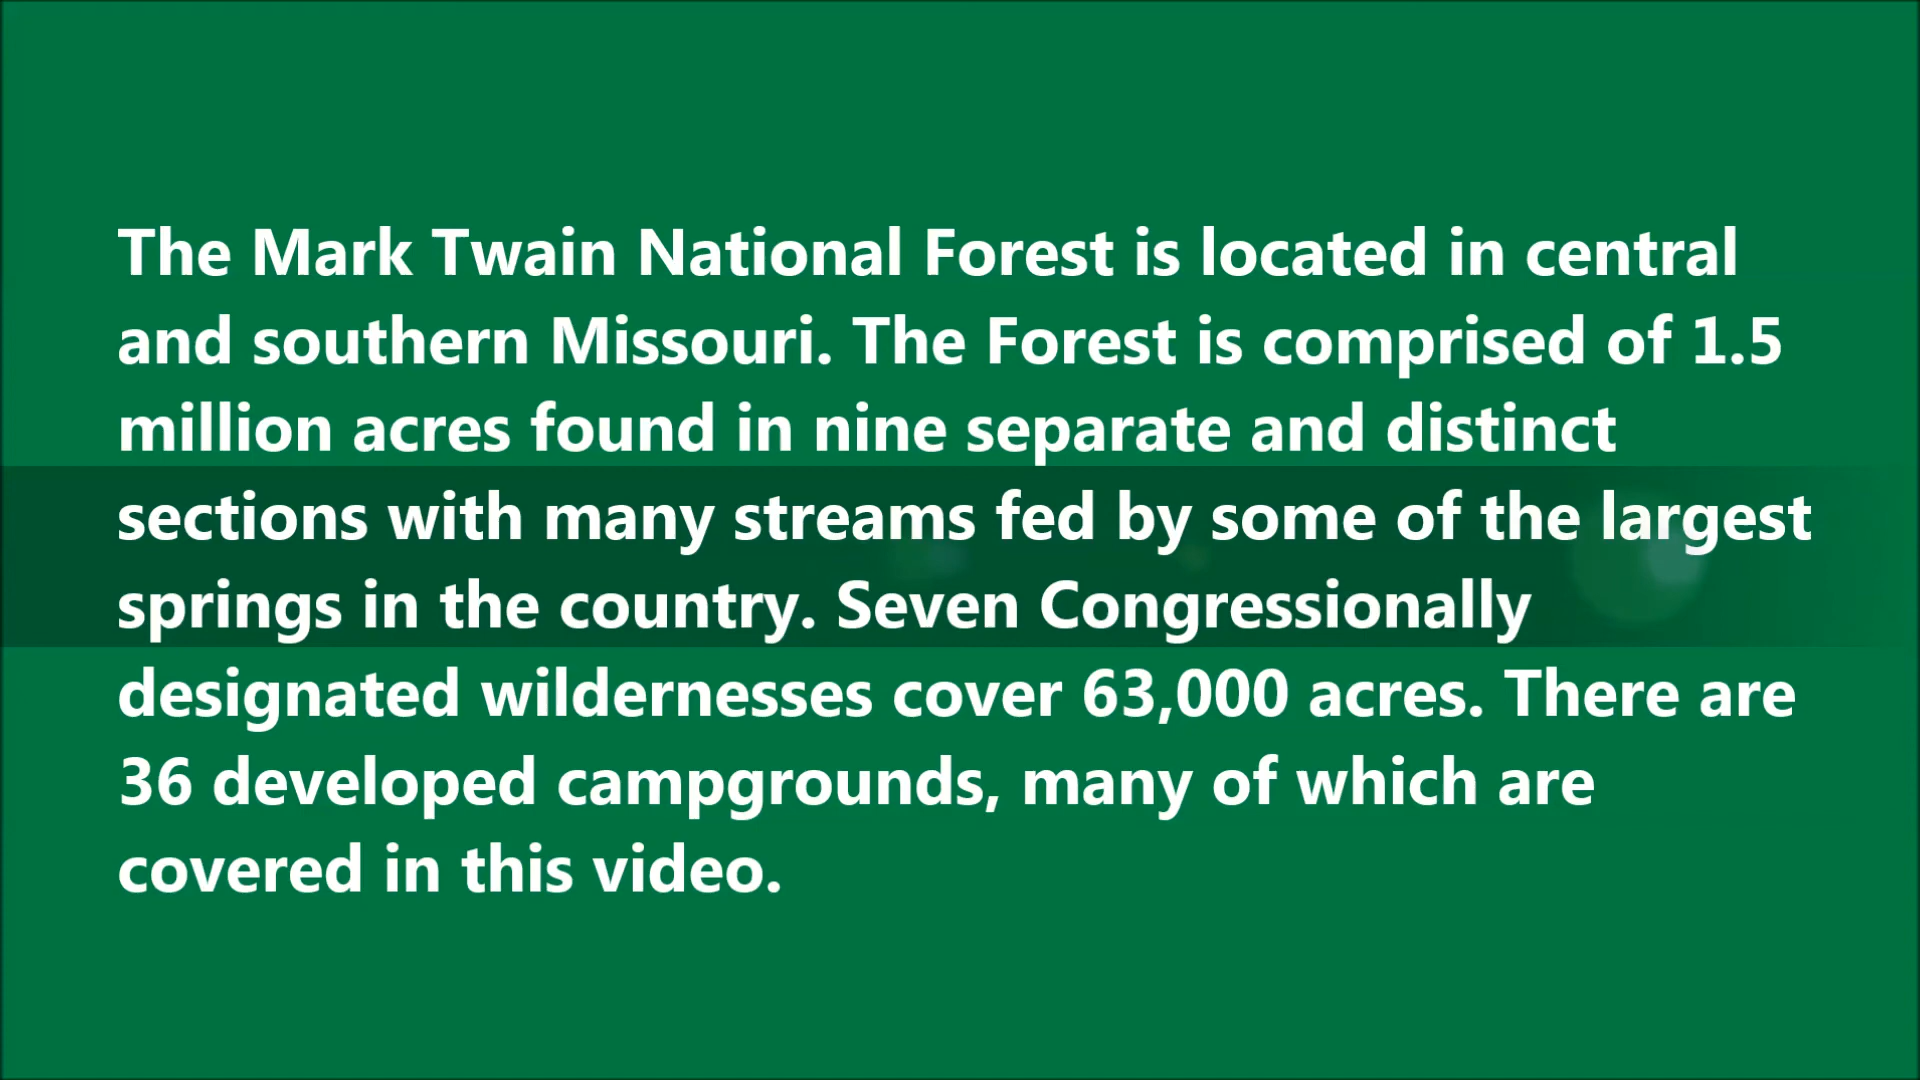 The Mark Twain National Forest is located in central
and southern Missouri. The Forest is comprised of 1.5
million acres found in nine separate and distinct
sections with many streams fed by some of the largest
springs in the country. Seven Congressionally
designated wildernesses cover 63,000 acres. There are
36 developed campgrounds, many of which are
covered in this video.